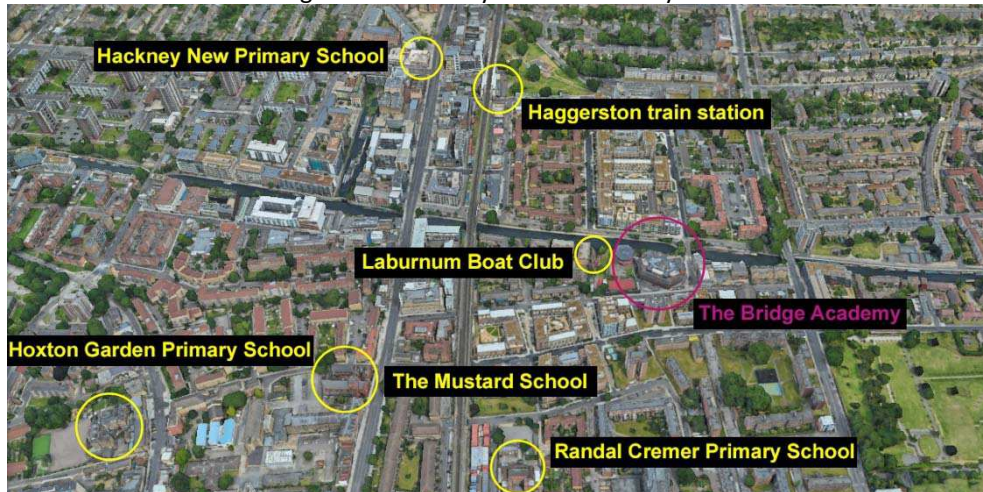 Hackney New Primary School
Haggerston train station
Laburnum Boat Club
The Bridge Academy
Hoxton Garden Primary School
The Mustard School
Randal Cremer Primary School